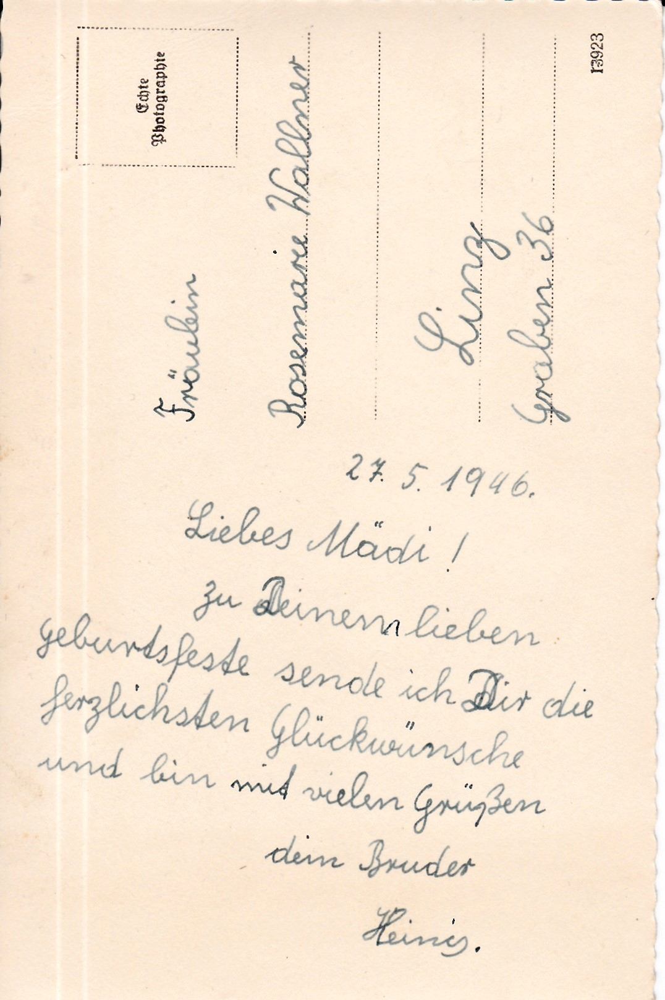 Echte
Photographie
Fräulein
Rosemarie Wallner
Linz
Graben 36
13923
27. 5. 1946.
Liebes Mädi!
zu Deinem lieben
Geburtsfeste sende ich Dir die
herzlichsten Glückwünsche
und bin mit vielen Grüßen
dein Bruder